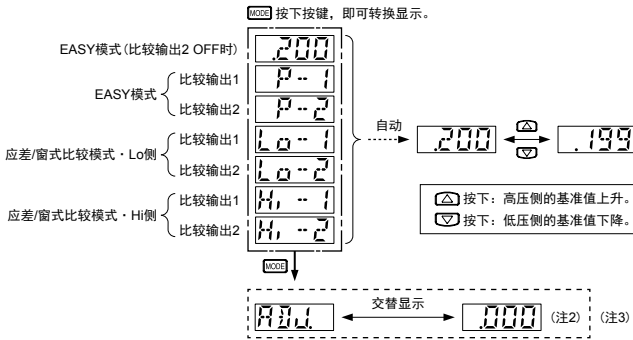 MODE 按下按键，即可转换显示。
EASY模式（比较输出2 OFF时） .200
EASY模式 比较输出1 P-1
比较输出2 P-2
应差/窗式比较模式・Lo侧 比较输出1 Lo-1
比较输出2 Lo-2
应差/窗式比较模式・Hi侧 比较输出1 Hi-1
比较输出2 Hi-2
自动 .200 .199
按下：高压侧的基准值上升。
按下：低压侧的基准值下降。
MODE
ADJ. 交替显示 .000 （注2） （注3）